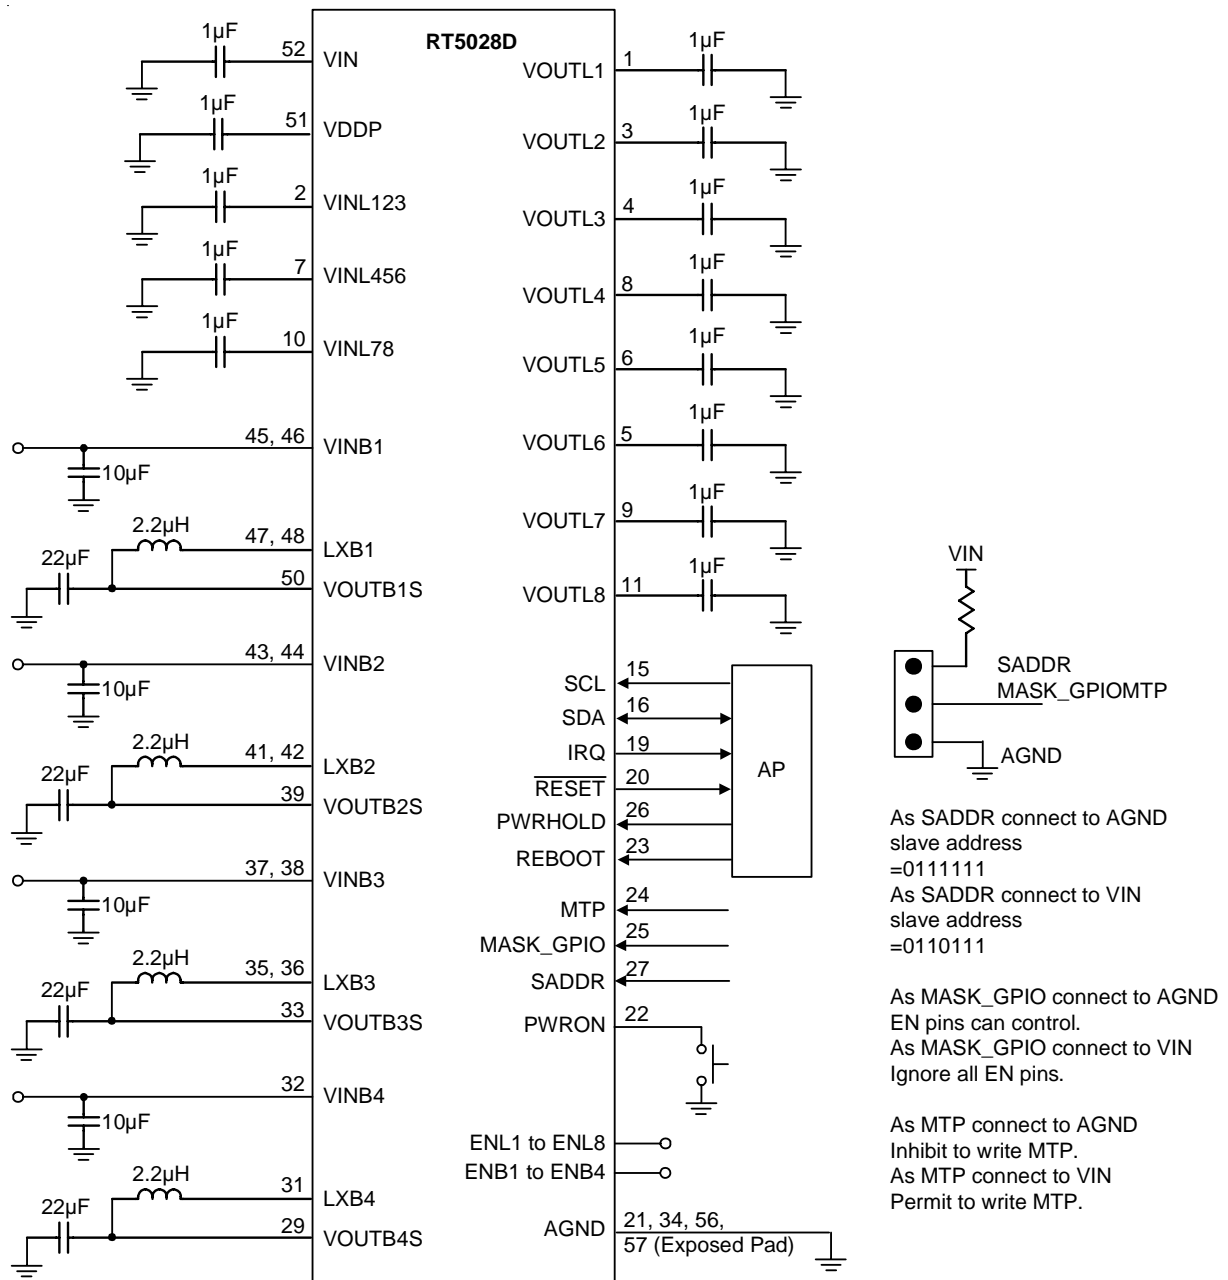 RT5028D
1µF
52
VIN
1µF
51
VDDP
1µF
2
VINL123
1µF
7
VINL456
1µF
10
VINL78
45, 46
VINB1
10µF
2.2µH
47, 48
LXB1
22µF
50
VOUTB1S
43, 44
VINB2
10µF
2.2µH
41, 42
LXB2
22µF
39
VOUTB2S
37, 38
VINB3
10µF
2.2µH
35, 36
LXB3
22µF
33
VOUTB3S
32
VINB4
10µF
2.2µH
31
LXB4
22µF
29
VOUTB4S
VOUTL1
1
1µF
VOUTL2
3
1µF
VOUTL3
4
1µF
VOUTL4
8
1µF
VOUTL5
6
1µF
VOUTL6
5
1µF
VOUTL7
9
1µF
VOUTL8
11
1µF
SCL
15
SDA
16
IRQ
19
RESET
20
PWRHOLD
26
REBOOT
23
AP
MTP
24
MASK_GPIO
25
SADDR
27
PWRON
22
ENL1 to ENL8
ENB1 to ENB4
AGND
21, 34, 56,
57 (Exposed Pad)
VIN
SADDR
MASK_GPIOMTP
AGND
As SADDR connect to AGND
slave address
=0111111
As SADDR connect to VIN
slave address
=0110111
As MASK_GPIO connect to AGND
EN pins can control.
As MASK_GPIO connect to VIN
Ignore all EN pins.
As MTP connect to AGND
Inhibit to write MTP.
As MTP connect to VIN
Permit to write MTP.